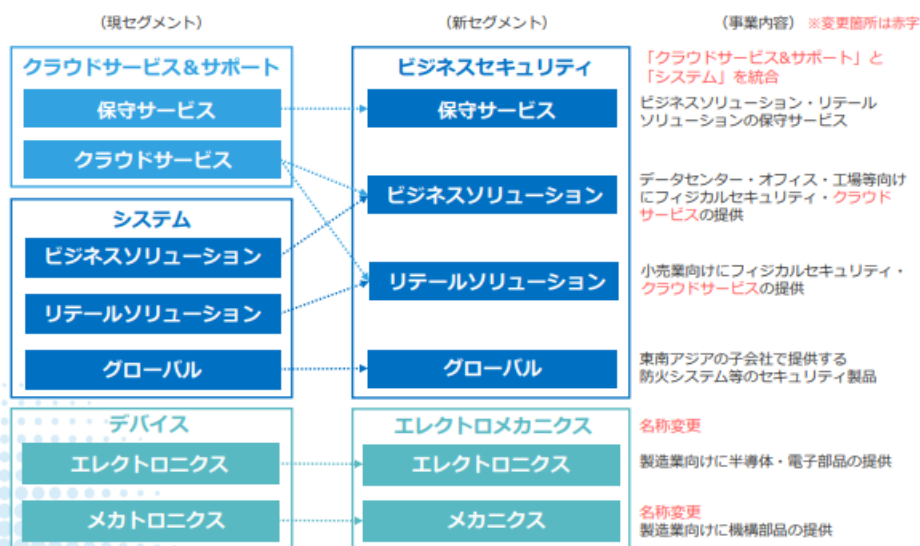 (現セグメント)
(新セグメント)
(事業内容) ※変更箇所は赤字
クラウドサービス&サポート
保守サービス
クラウドサービス
システム
ビジネスソリューション
リテールソリューション
グローバル
デバイス
エレクトロニクス
メカトロニクス
ビジネスセキュリティ
保守サービス
ビジネスソリューション
リテールソリューション
グローバル
エレクトロメカニクス
エレクトロニクス
メカニクス
「クラウドサービス&サポート」と
「システム」を統合
ビジネスソリューション・リテール
ソリューションの保守サービス
データセンター・オフィス・工場等向け
にフィジカルセキュリティ・クラウド
サービスの提供
小売業向けにフィジカルセキュリティ・
クラウドサービスの提供
東南アジアの子会社で提供する
防火システム等のセキュリティ製品
名称変更
製造業向けに半導体・電子部品の提供
名称変更
製造業向けに機構部品の提供